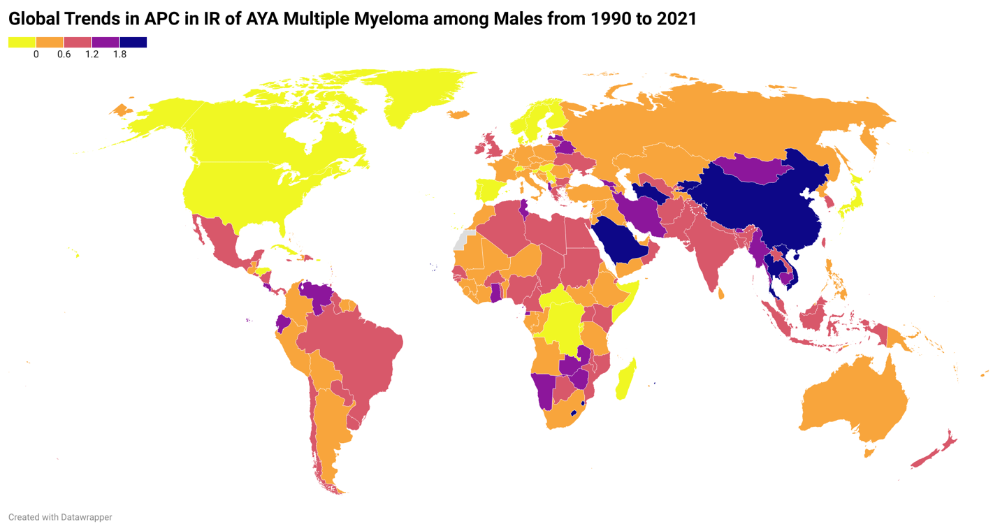 Global Trends in APC in IR of AYA Multiple Myeloma among Males from 1990 to 2021
0 0.6 1.2 1.8
Created with Datawrapper